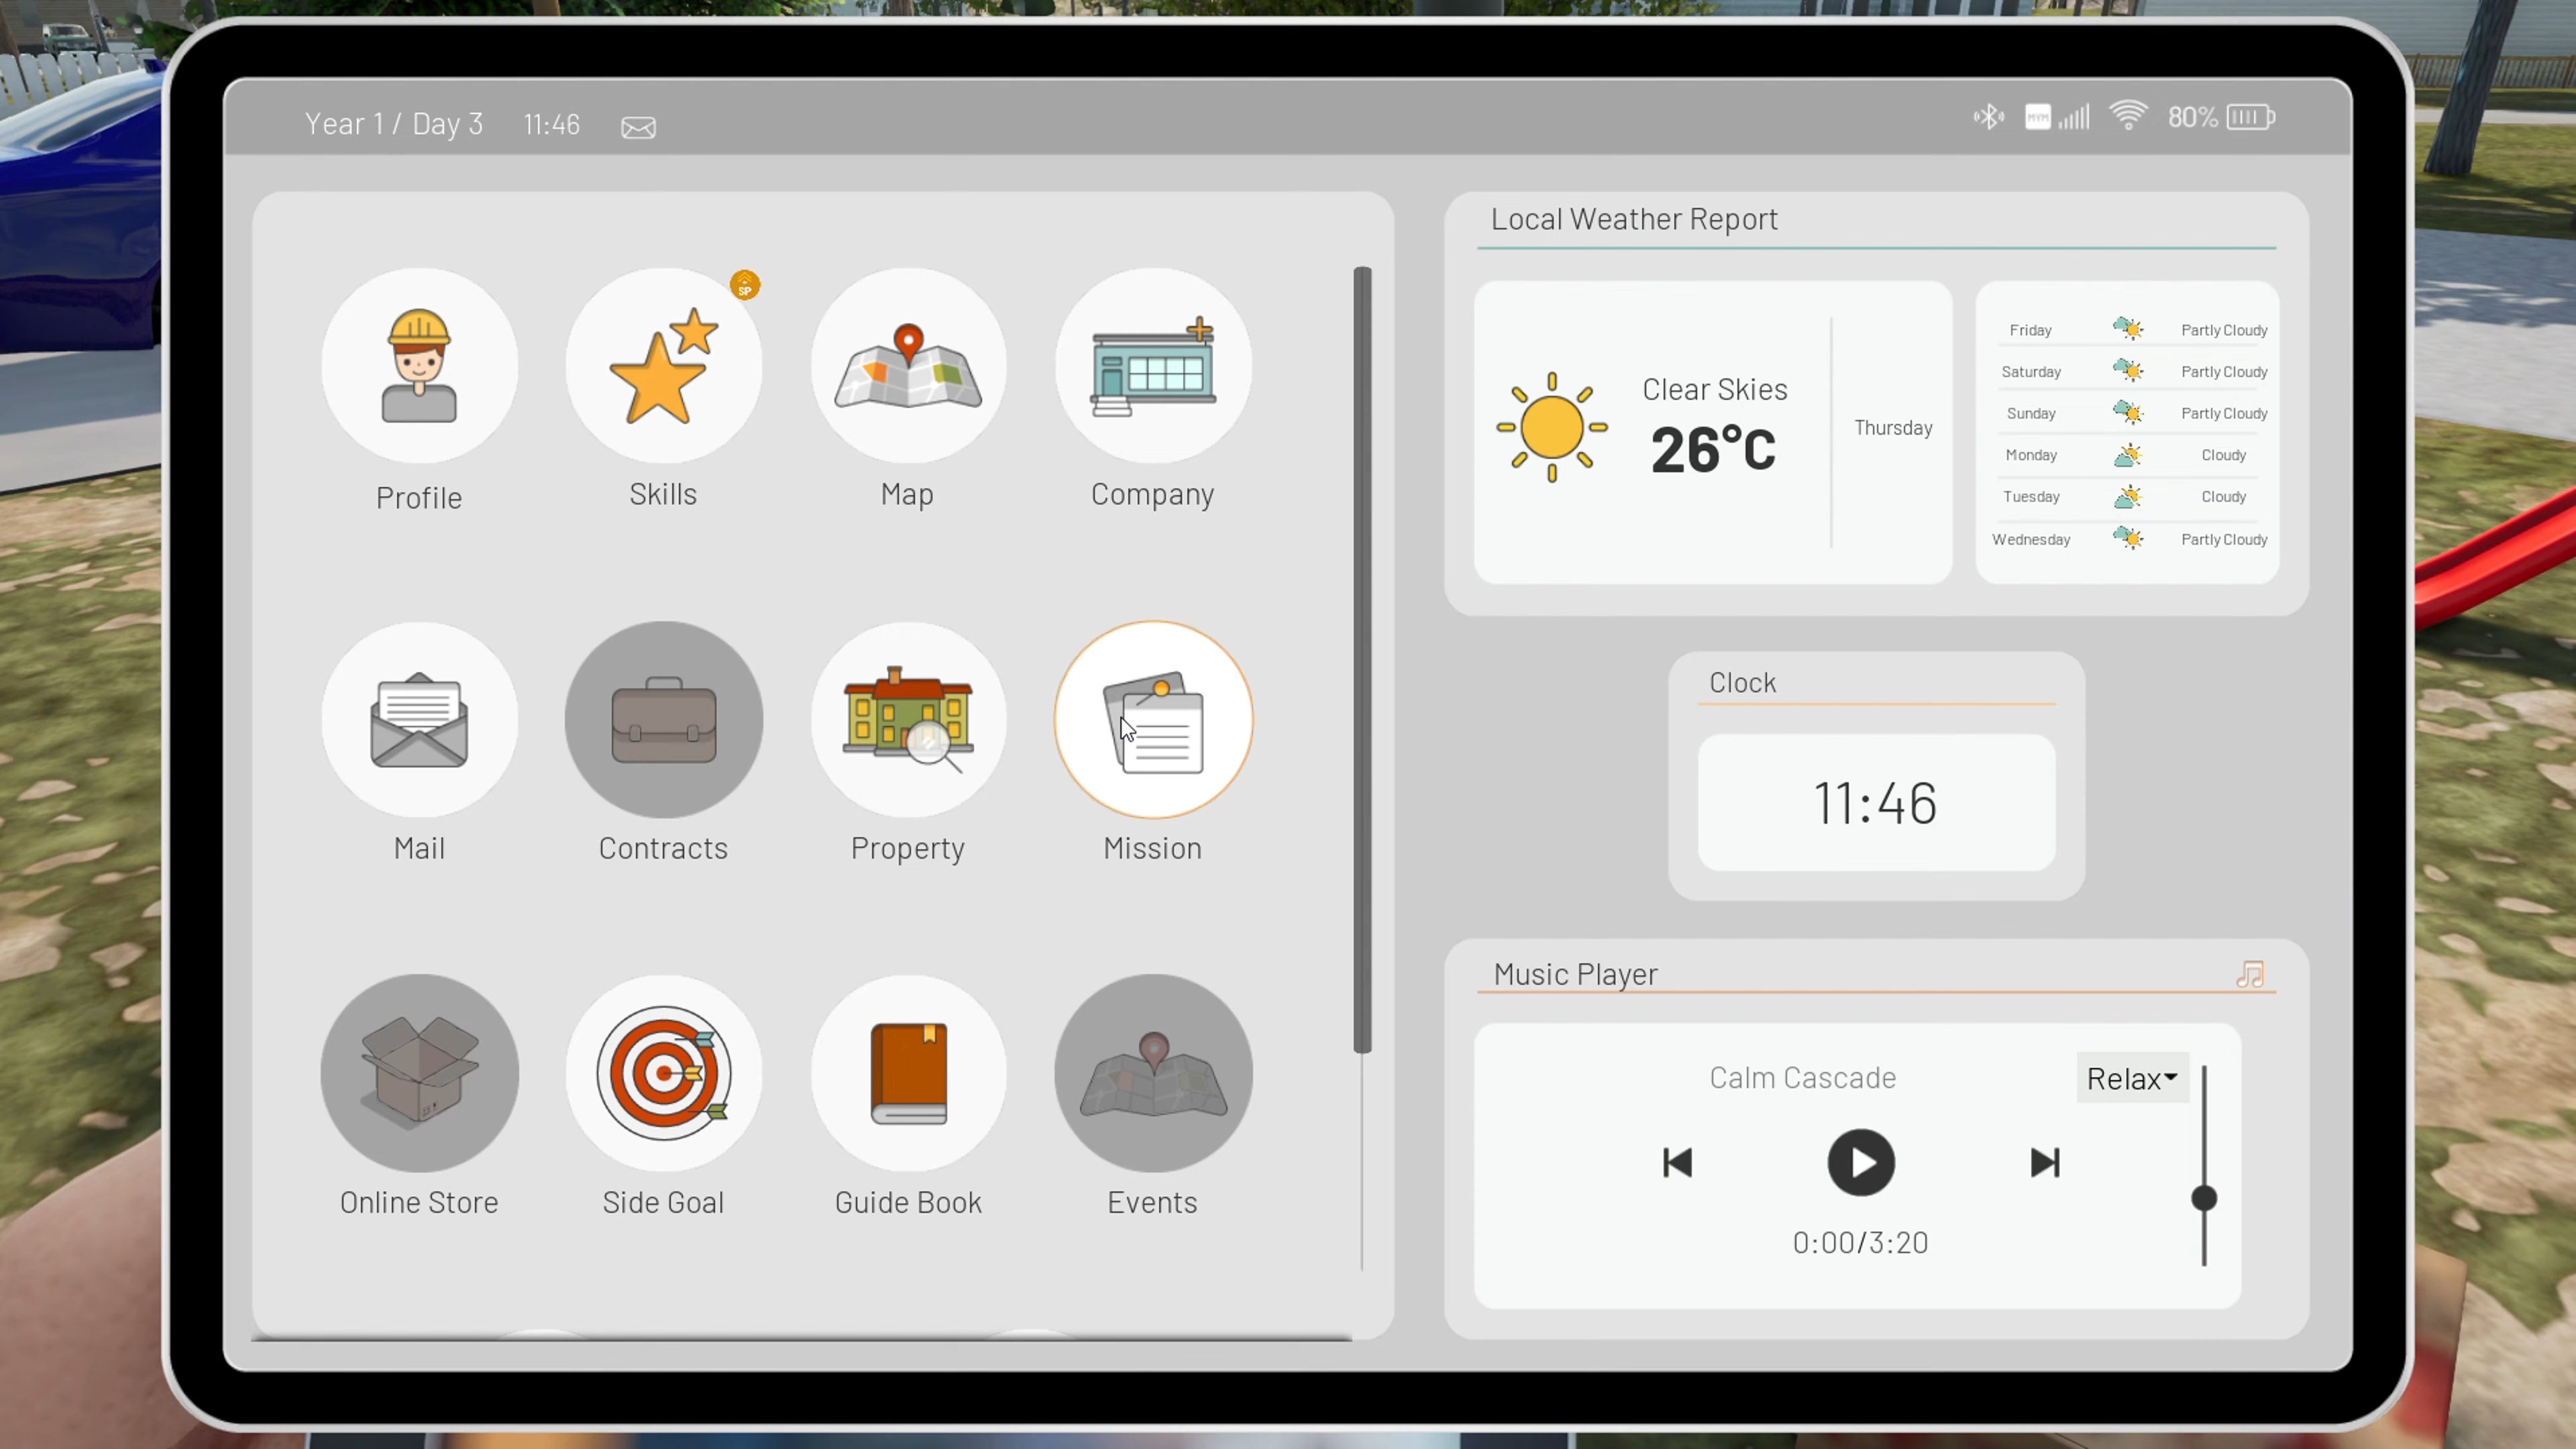 Year 1 / Day 3 11:46
MYM 80%
SP
Profile Skills Map Company
Mail Contracts Property Mission
Online Store Side Goal Guide Book Events
Local Weather Report
Clear Skies
26°C
Thursday
Friday Partly Cloudy
Saturday Partly Cloudy
Sunday Partly Cloudy
Monday Cloudy
Tuesday Cloudy
Wednesday Partly Cloudy
Clock
11:46
Music Player
Calm Cascade
Relax
0:00/3:20